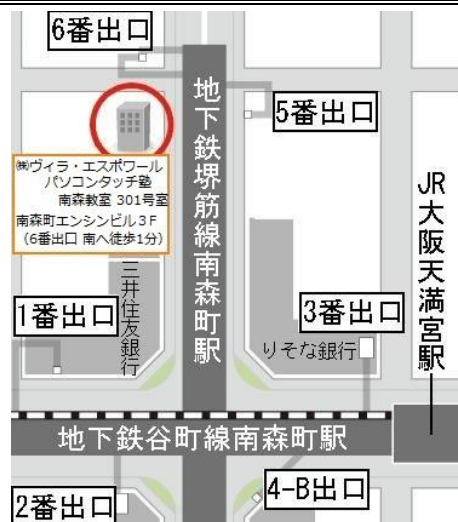 6番出口
地下鉄堺筋線南森町駅
5番出口
㈱ヴィラ・エスポワール
パソコンタッチ塾
南森教室 301号室
南森町エンシンビル3F
(6番出口 南へ徒歩1分)
JR大阪天満宮駅
三井住友銀行
1番出口
3番出口
りそな銀行
地下鉄谷町線南森町駅
2番出口
4-B出口